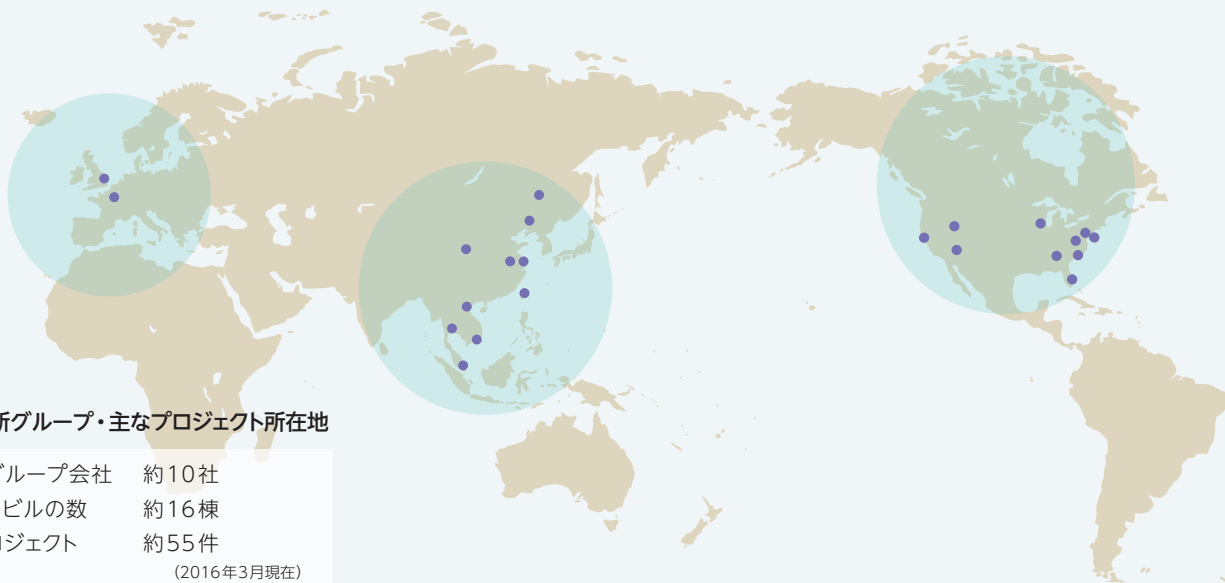 所グループ・主なプロジェクト所在地
グループ会社 約10社
ビルの数 約16棟
ロジェクト 約55件
(2016年3月現在)